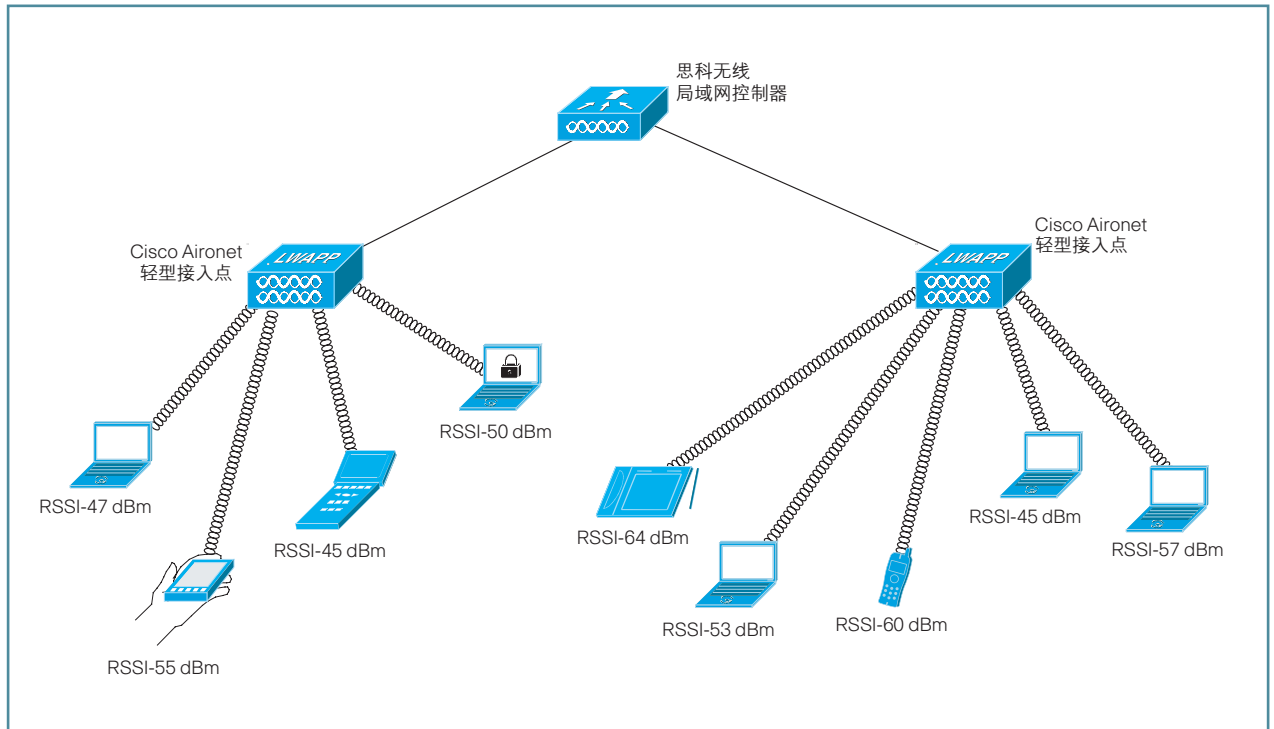 思科无线
局域网控制器
Cisco Aironet
轻型接入点
LWAPP
Cisco Aironet
轻型接入点
LWAPP
RSSI-50 dBm
RSSI-47 dBm
RSSI-45 dBm
RSSI-55 dBm
RSSI-64 dBm
RSSI-53 dBm
RSSI-60 dBm
RSSI-45 dBm
RSSI-57 dBm